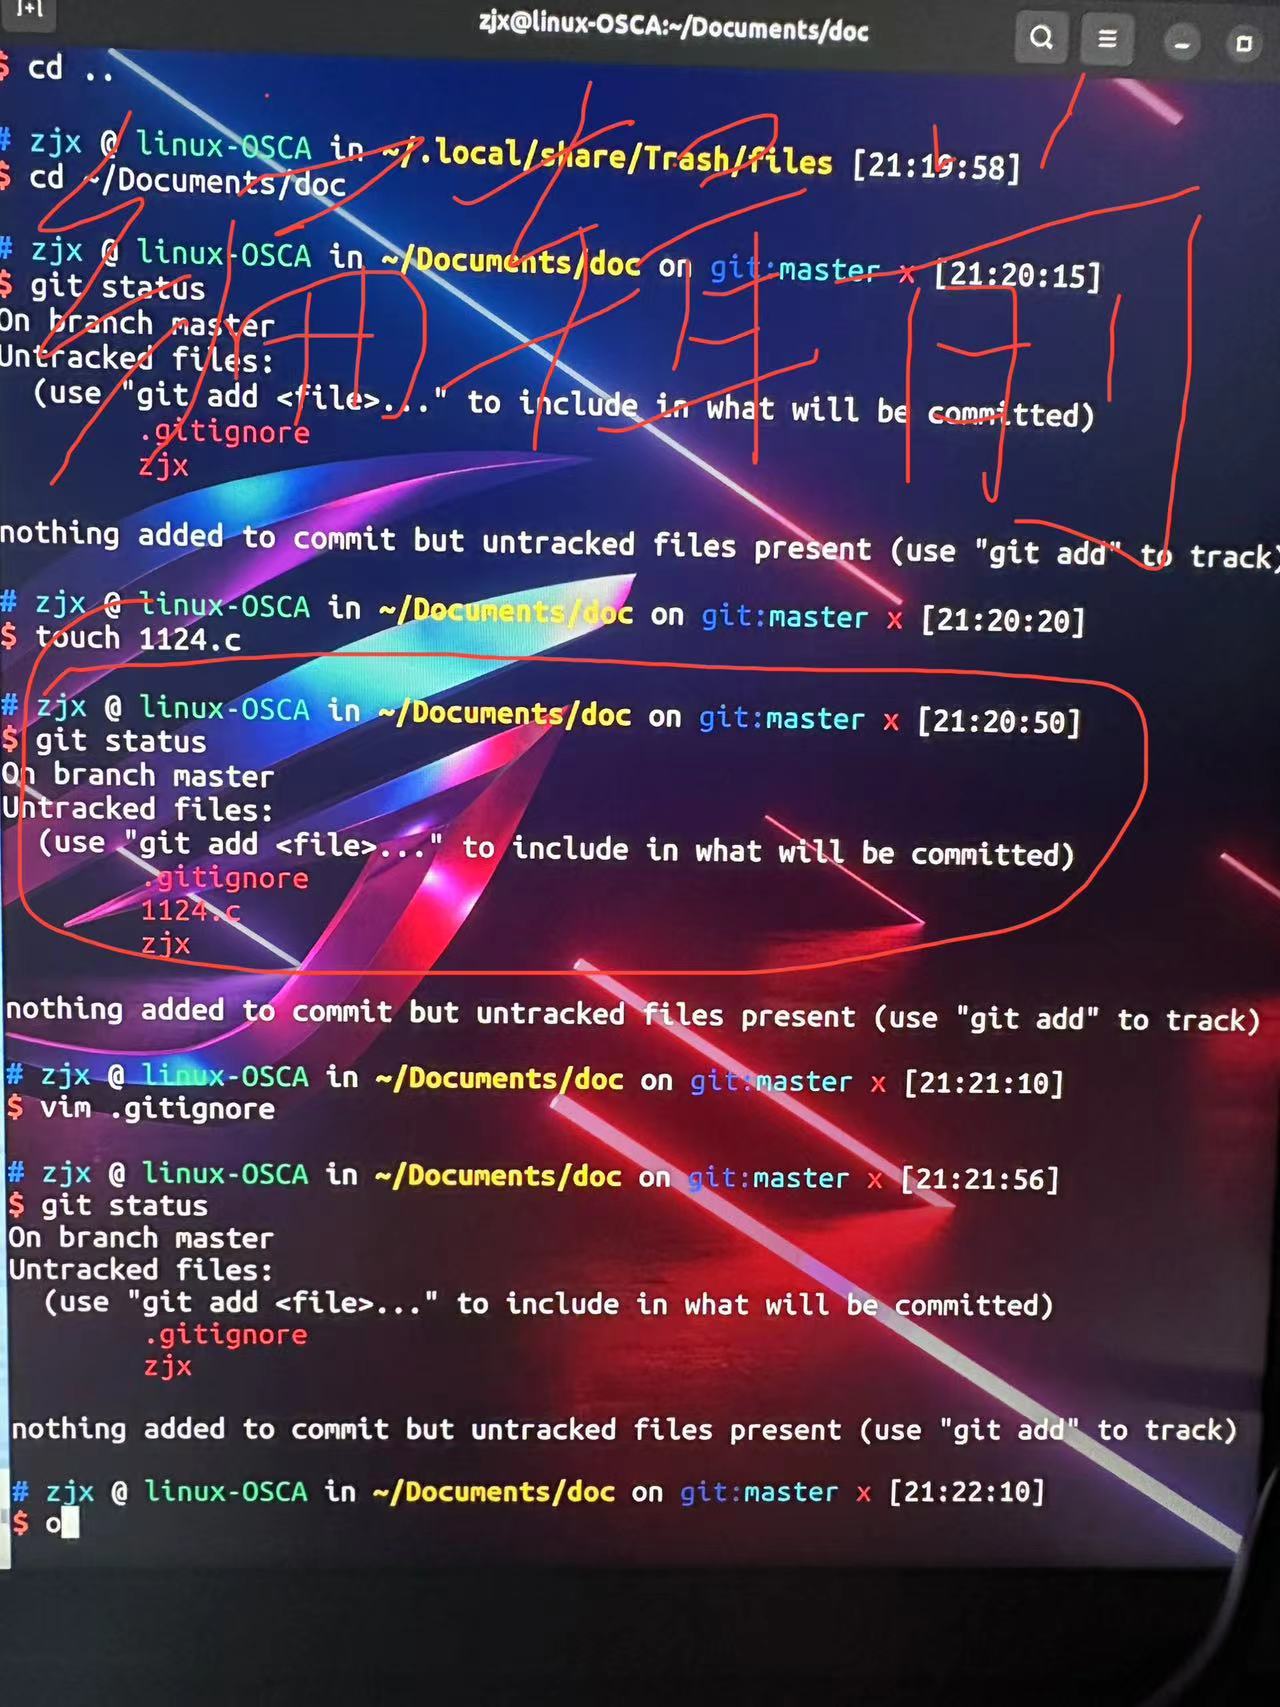 zjx@linux-OSCA:~/Documents/doc
$ cd ..
# zjx @ linux-OSCA in ~/.local/share/Trash/files [21:19:58]
$ cd ~/Documents/doc
# zjx @ linux-OSCA in ~/Documents/doc on git:master x [21:20:15]
$ git status
On branch master
Untracked files:
(use "git add <file>..." to include in what will be committed)
.gitignore
zjx
nothing added to commit but untracked files present (use "git add" to track)
# zjx @ linux-OSCA in ~/Documents/doc on git:master x [21:20:20]
$ touch 1124.c
# zjx @ linux-OSCA in ~/Documents/doc on git:master x [21:20:50]
$ git status
On branch master
Untracked files:
(use "git add <file>..." to include in what will be committed)
.gitignore
1124.c
zjx
nothing added to commit but untracked files present (use "git add" to track)
# zjx @ linux-OSCA in ~/Documents/doc on git:master x [21:21:10]
$ vim .gitignore
# zjx @ linux-OSCA in ~/Documents/doc on git:master x [21:21:56]
$ git status
On branch master
Untracked files:
(use "git add <file>..." to include in what will be committed)
.gitignore
zjx
nothing added to commit but untracked files present (use "git add" to track)
# zjx @ linux-OSCA in ~/Documents/doc on git:master x [21:22:10]
$ o